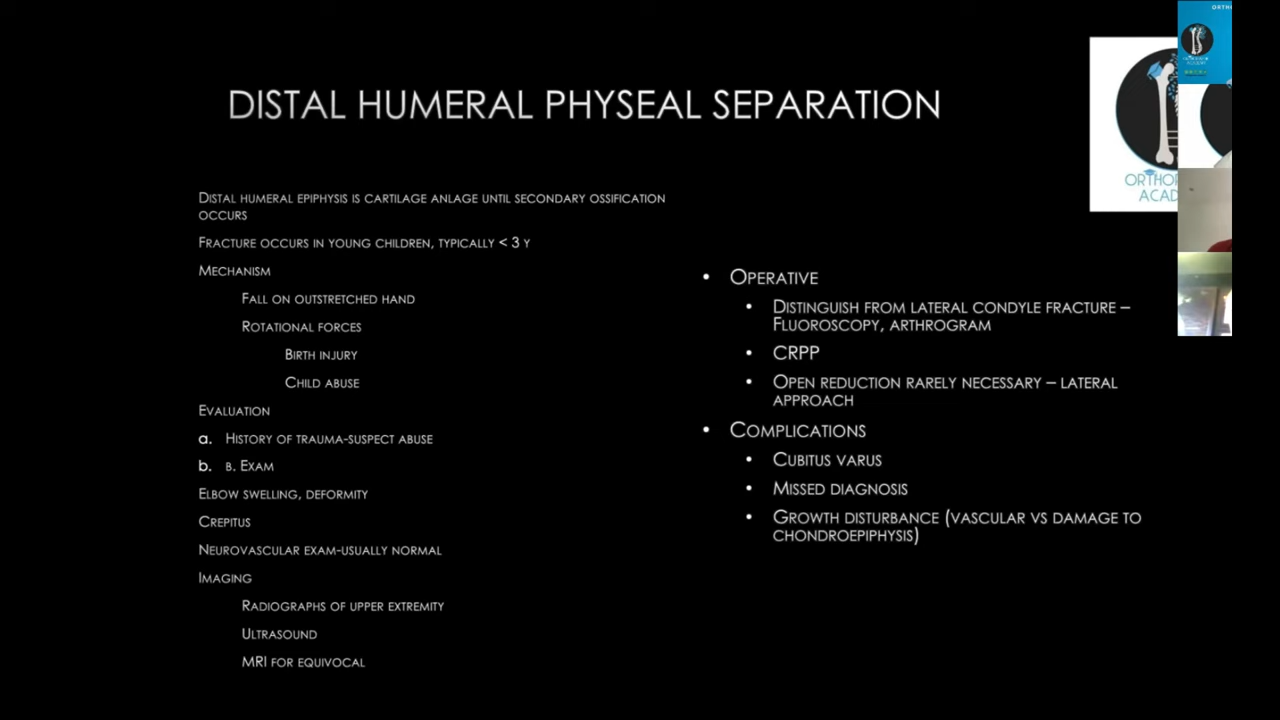 DISTAL HUMERAL PHYSEAL SEPARATION
DISTAL HUMERAL EPIPHYSIS IS CARTILAGE ANLAGE UNTIL SECONDARY OSSIFICATION
OCCURS
FRACTURE OCCURS IN YOUNG CHILDREN, TYPICALLY < 3 Y
MECHANISM
FALL ON OUTSTRETCHED HAND
ROTATIONAL FORCES
BIRTH INJURY
CHILD ABUSE
EVALUATION
a. HISTORY OF TRAUMA-SUSPECT ABUSE
b. B. EXAM
ELBOW SWELLING, DEFORMITY
CREPITUS
NEUROVASCULAR EXAM-USUALLY NORMAL
IMAGING
RADIOGRAPHS OF UPPER EXTREMITY
ULTRASOUND
MRI FOR EQUIVOCAL
• OPERATIVE
• DISTINGUISH FROM LATERAL CONDYLE FRACTURE –
FLUOROSCOPY, ARTHROGRAM
• CRPP
• OPEN REDUCTION RARELY NECESSARY – LATERAL
APPROACH
• COMPLICATIONS
• CUBITUS VARUS
• MISSED DIAGNOSIS
• GROWTH DISTURBANCE (VASCULAR VS DAMAGE TO
CHONDROEPIPHYSIS)
ORTHO
ACAD
ORTH